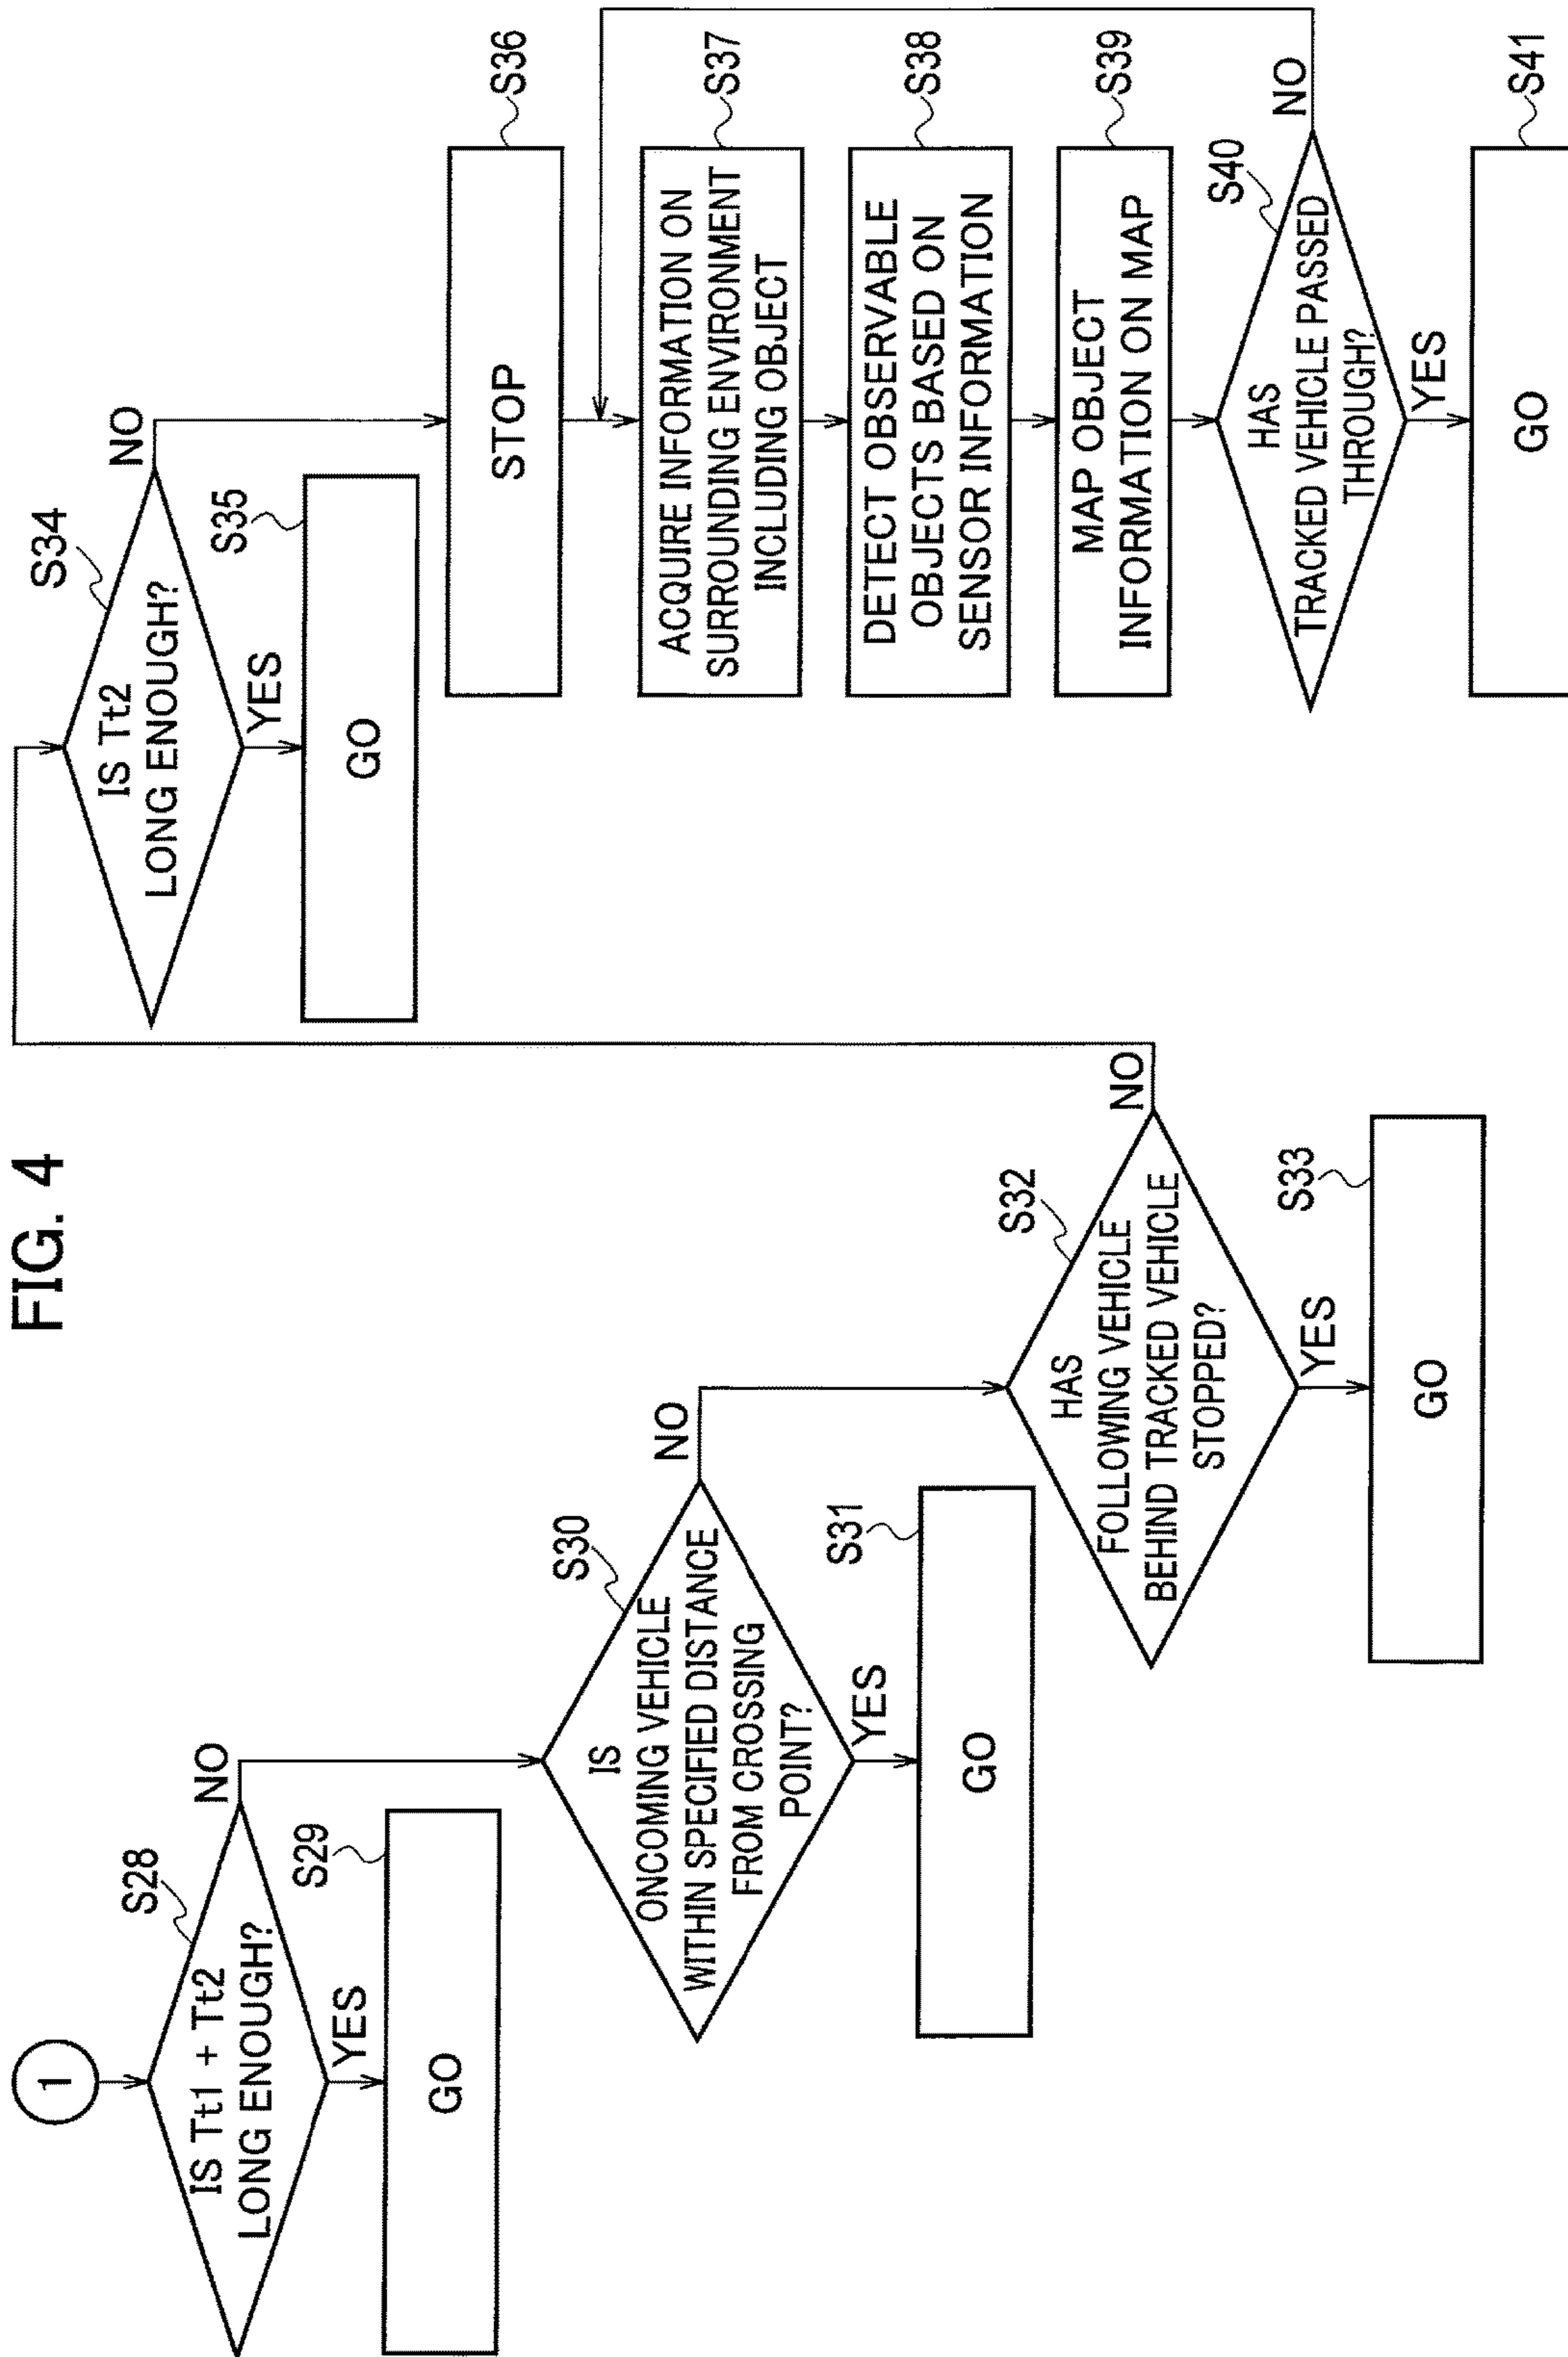 FIG. 4
1
S28
IS Tt1 + Tt2
LONG ENOUGH?
NO
YES
S29
GO
S30
IS
ONCOMING VEHICLE
WITHIN SPECIFIED DISTANCE
FROM CROSSING
POINT?
NO
YES
S31
GO
S32
HAS
FOLLOWING VEHICLE
BEHIND TRACKED VEHICLE
STOPPED?
NO
YES
S33
GO
S34
IS Tt2
LONG ENOUGH?
NO
YES
S35
GO
S36
STOP
S37
ACQUIRE INFORMATION ON
SURROUNDING ENVIRONMENT
INCLUDING OBJECT
S38
DETECT OBSERVABLE
OBJECTS BASED ON
SENSOR INFORMATION
S39
MAP OBJECT
INFORMATION ON MAP
S40
HAS
TRACKED VEHICLE PASSED
THROUGH?
NO
YES
S41
GO